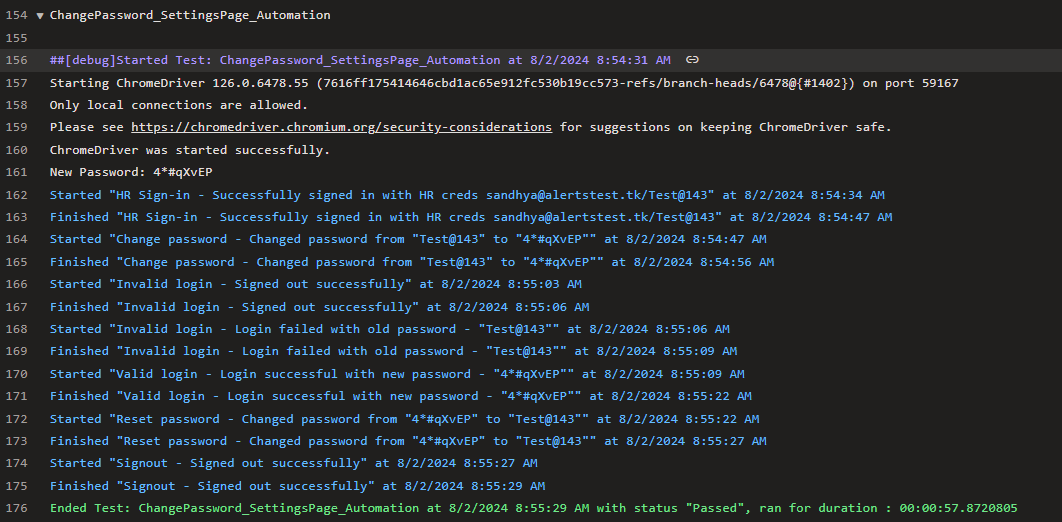 154 ▼ ChangePassword_SettingsPage_Automation
155
156 ##[debug]Started Test: ChangePassword_SettingsPage_Automation at 8/2/2024 8:54:31 AM
157 Starting ChromeDriver 126.0.6478.55 (7616ff175414646cbd1ac65e912fc530b19cc573-refs/branch-heads/6478@{#1402}) on port 59167
158 Only local connections are allowed.
159 Please see https://chromedriver.chromium.org/security-considerations for suggestions on keeping ChromeDriver safe.
160 ChromeDriver was started successfully.
161 New Password: 4*#qXvEP
162 Started "HR Sign-in - Successfully signed in with HR creds sandhya@alertstest.tk/Test@143" at 8/2/2024 8:54:34 AM
163 Finished "HR Sign-in - Successfully signed in with HR creds sandhya@alertstest.tk/Test@143" at 8/2/2024 8:54:47 AM
164 Started "Change password - Changed password from "Test@143" to "4*#qXvEP"" at 8/2/2024 8:54:47 AM
165 Finished "Change password - Changed password from "Test@143" to "4*#qXvEP"" at 8/2/2024 8:54:56 AM
166 Started "Invalid login - Signed out successfully" at 8/2/2024 8:55:03 AM
167 Finished "Invalid login - Signed out successfully" at 8/2/2024 8:55:06 AM
168 Started "Invalid login - Login failed with old password - "Test@143"" at 8/2/2024 8:55:06 AM
169 Finished "Invalid login - Login failed with old password - "Test@143"" at 8/2/2024 8:55:09 AM
170 Started "Valid login - Login successful with new password - "4*#qXvEP"" at 8/2/2024 8:55:09 AM
171 Finished "Valid login - Login successful with new password - "4*#qXvEP"" at 8/2/2024 8:55:22 AM
172 Started "Reset password - Changed password from "4*#qXvEP" to "Test@143"" at 8/2/2024 8:55:22 AM
173 Finished "Reset password - Changed password from "4*#qXvEP" to "Test@143"" at 8/2/2024 8:55:27 AM
174 Started "Signout - Signed out successfully" at 8/2/2024 8:55:27 AM
175 Finished "Signout - Signed out successfully" at 8/2/2024 8:55:29 AM
176 Ended Test: ChangePassword_SettingsPage_Automation at 8/2/2024 8:55:29 AM with status "Passed", ran for duration : 00:00:57.8720805